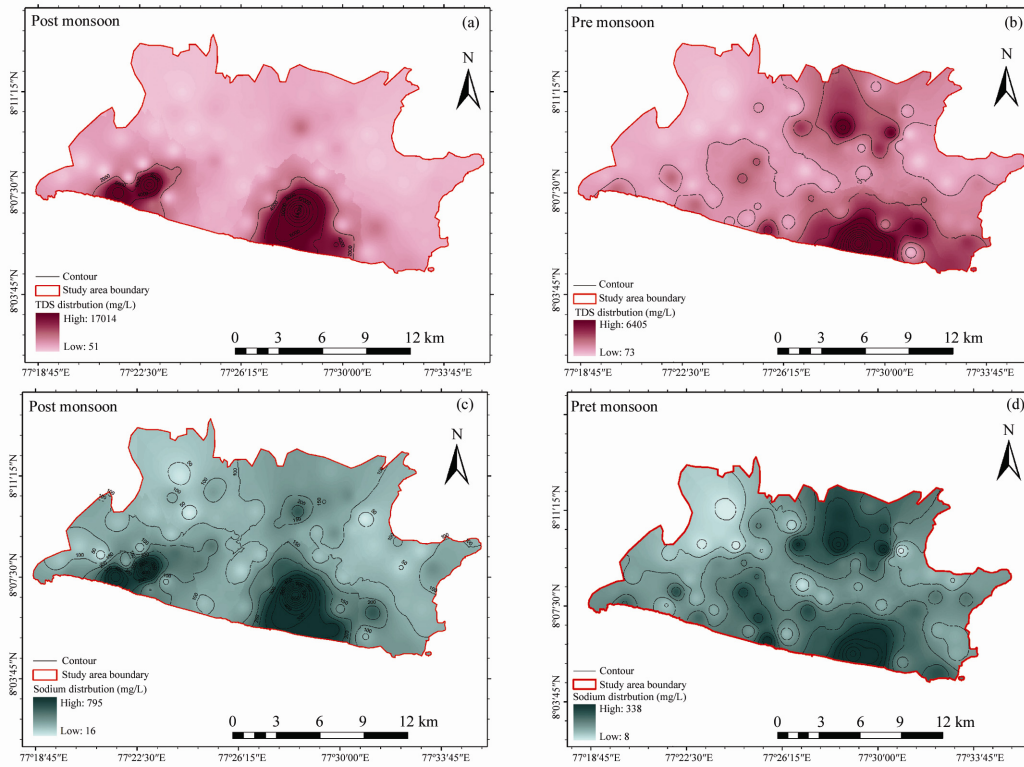 Post monsoon
(a)
N
8°11'15"N
8°07'30"N
8°03'45"N
2000
Contour
Study area boundary
TDS distrbution (mg/L)
High: 17014
Low: 51
0 3 6 9 12 km
77°18'45"E 77°22'30"E 77°26'15"E 77°30'00"E 77°33'45"E
Pre monsoon
(b)
N
8°11'15"N
8°07'30"N
8°03'45"N
Contour
Study area boundary
TDS distrbution (mg/L)
High: 6405
Low: 73
0 3 6 9 12 km
77°18'45"E 77°22'30"E 77°26'15"E 77°30'00"E 77°33'45"E
Post monsoon
(c)
N
8°11'15"N
8°07'30"N
8°03'45"N
Contour
Study area boundary
Sodium distrbution (mg/L)
High: 795
Low: 16
0 3 6 9 12 km
77°18'45"E 77°22'30"E 77°26'15"E 77°30'00"E 77°33'45"E
Pret monsoon
(d)
N
8°11'15"N
8°07'30"N
8°03'45"N
Contour
Study area boundary
Sodium distrbution (mg/L)
High: 338
Low: 8
0 3 6 9 12 km
77°18'45"E 77°22'30"E 77°26'15"E 77°30'00"E 77°33'45"E